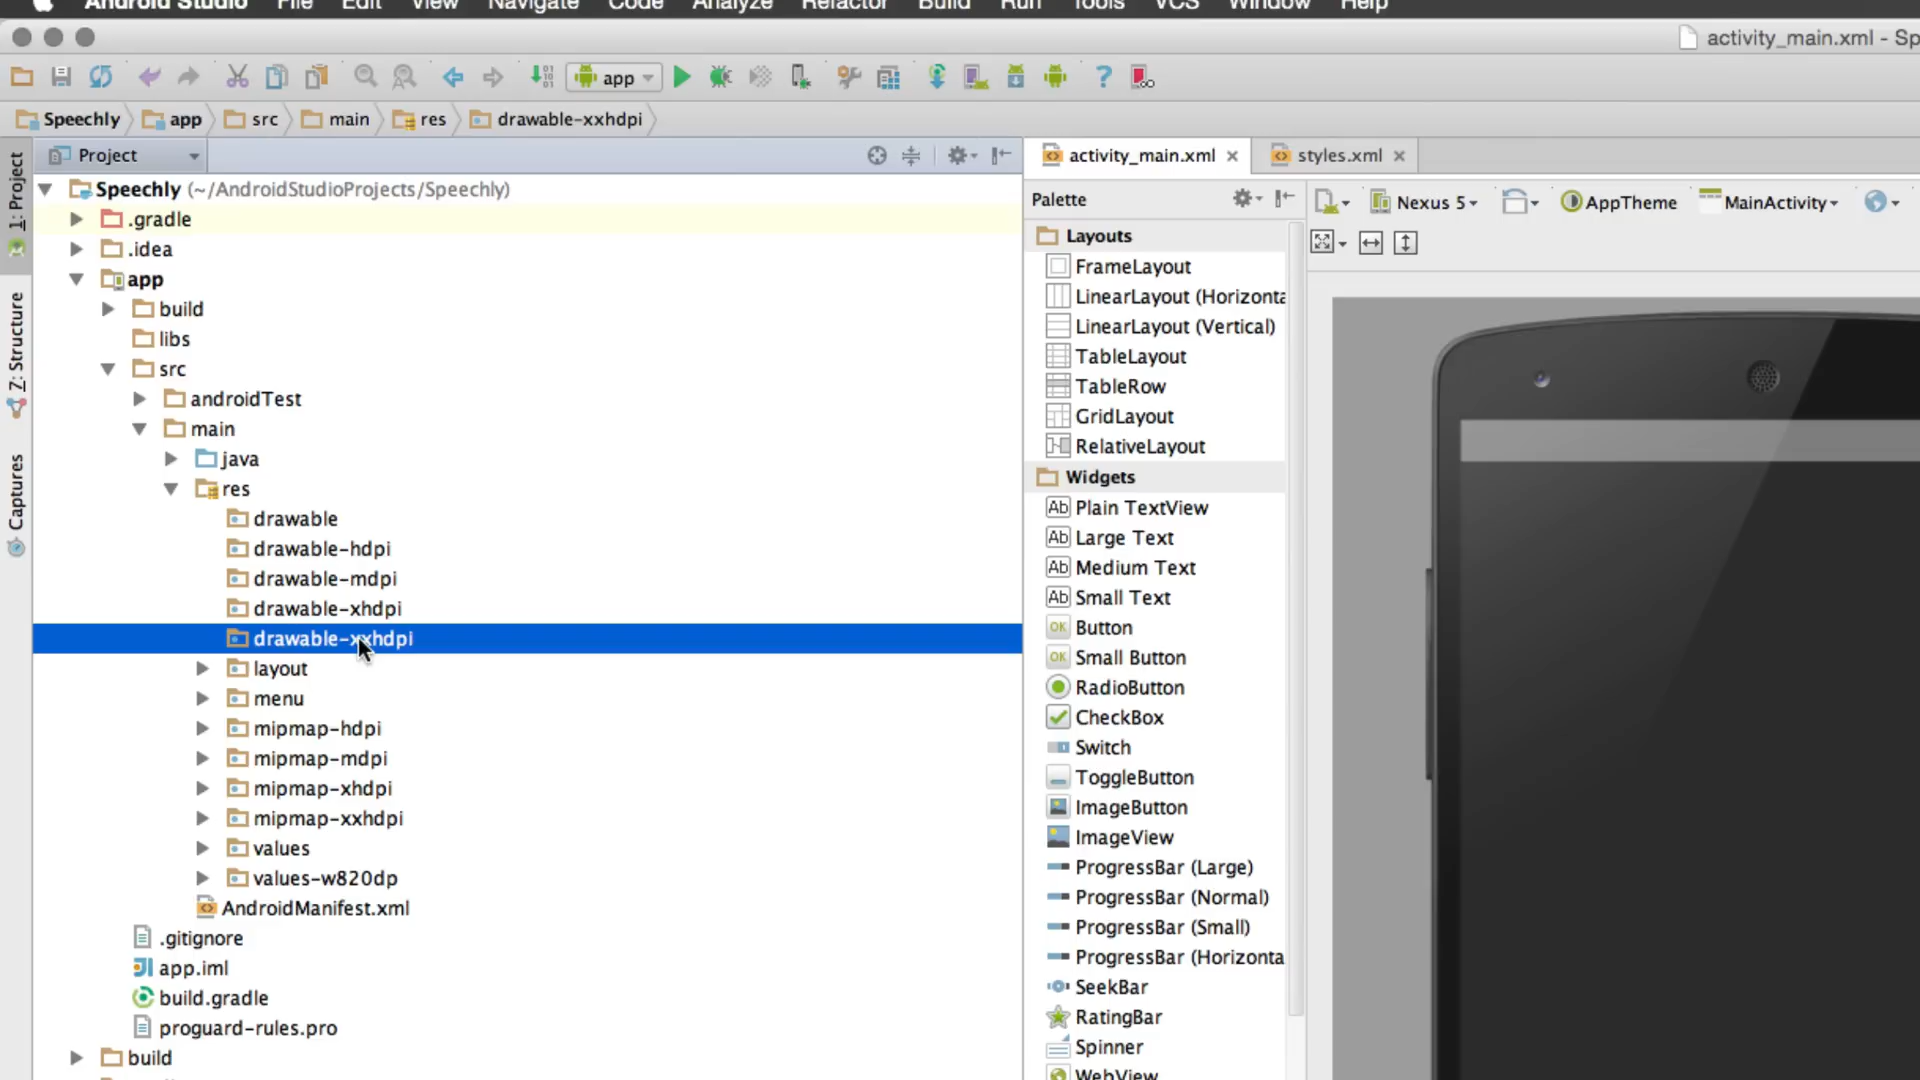 Android Studio File Edit View Navigate Code Analyze Refactor Build Run Tools VCS Window Help
activity_main.xml - Sp
app
Speechly app src main res drawable-xxhdpi
1: Project
Z: Structure
Captures
Project
Speechly (~/AndroidStudioProjects/Speechly)
.gradle
.idea
app
build
libs
src
androidTest
main
java
res
drawable
drawable-hdpi
drawable-mdpi
drawable-xhdpi
drawable-xxhdpi
layout
menu
mipmap-hdpi
mipmap-mdpi
mipmap-xhdpi
mipmap-xxhdpi
values
values-w820dp
AndroidManifest.xml
.gitignore
app.iml
build.gradle
proguard-rules.pro
build
activity_main.xml styles.xml
Palette
Layouts
FrameLayout
LinearLayout (Horizonta
LinearLayout (Vertical)
TableLayout
TableRow
GridLayout
RelativeLayout
Widgets
Ab Plain TextView
Ab Large Text
Ab Medium Text
Ab Small Text
OK Button
OK Small Button
RadioButton
CheckBox
Switch
ToggleButton
ImageButton
ImageView
ProgressBar (Large)
ProgressBar (Normal)
ProgressBar (Small)
ProgressBar (Horizonta
SeekBar
RatingBar
Spinner
WebView
Nexus 5 AppTheme MainActivity